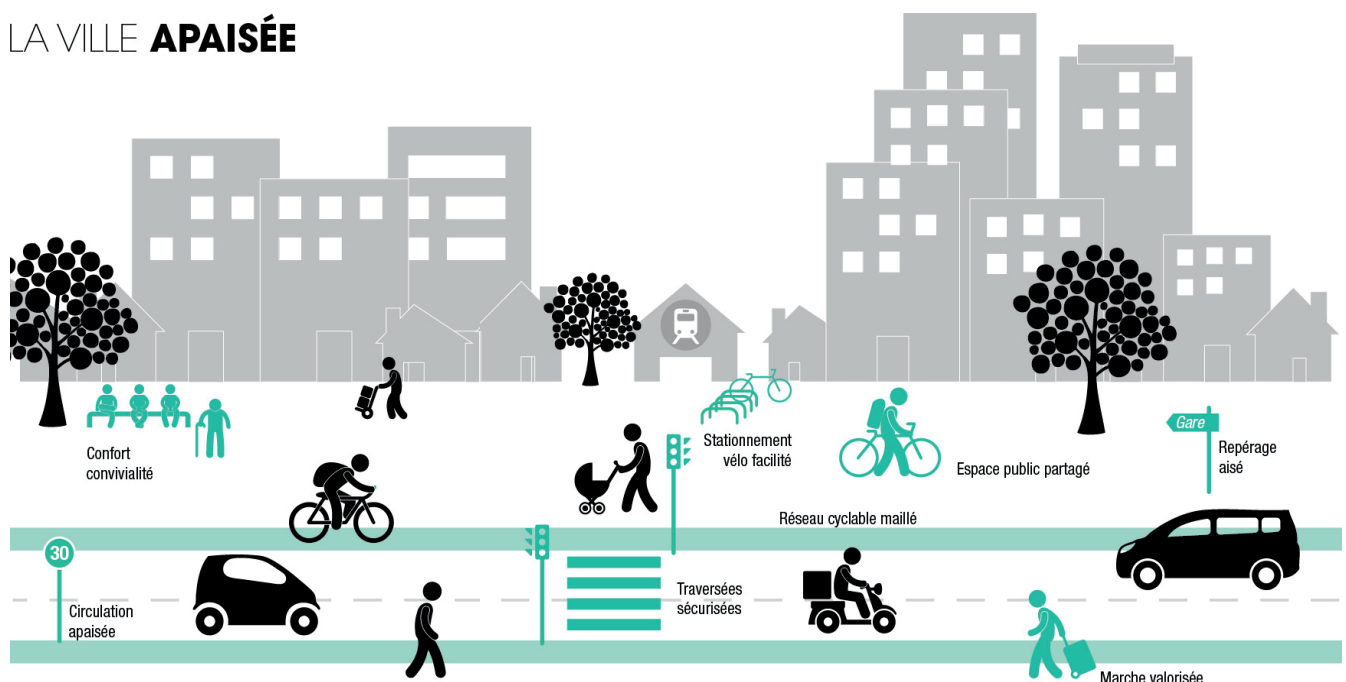 LA VILLE APAISÉE
Confort
convivialité
Stationnement
vélo facilité
Espace public partagé
Gare
Repérage
aisé
Réseau cyclable maillé
30
Circulation
apaisée
Traversées
sécurisées
Marche valorisée